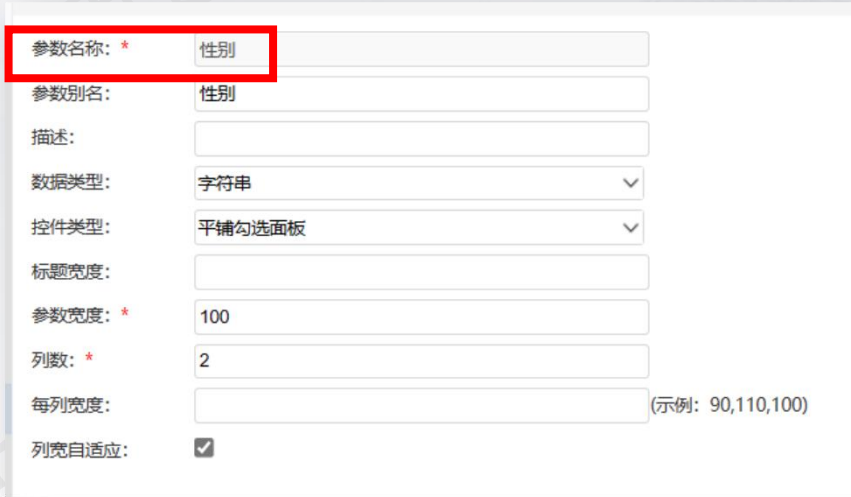 参数名称：* 性别
参数别名： 性别
描述：
数据类型： 字符串
控件类型： 平铺勾选面板
标题宽度：
参数宽度：* 100
列数：* 2
每列宽度： (示例：90,110,100)
列宽自适应：